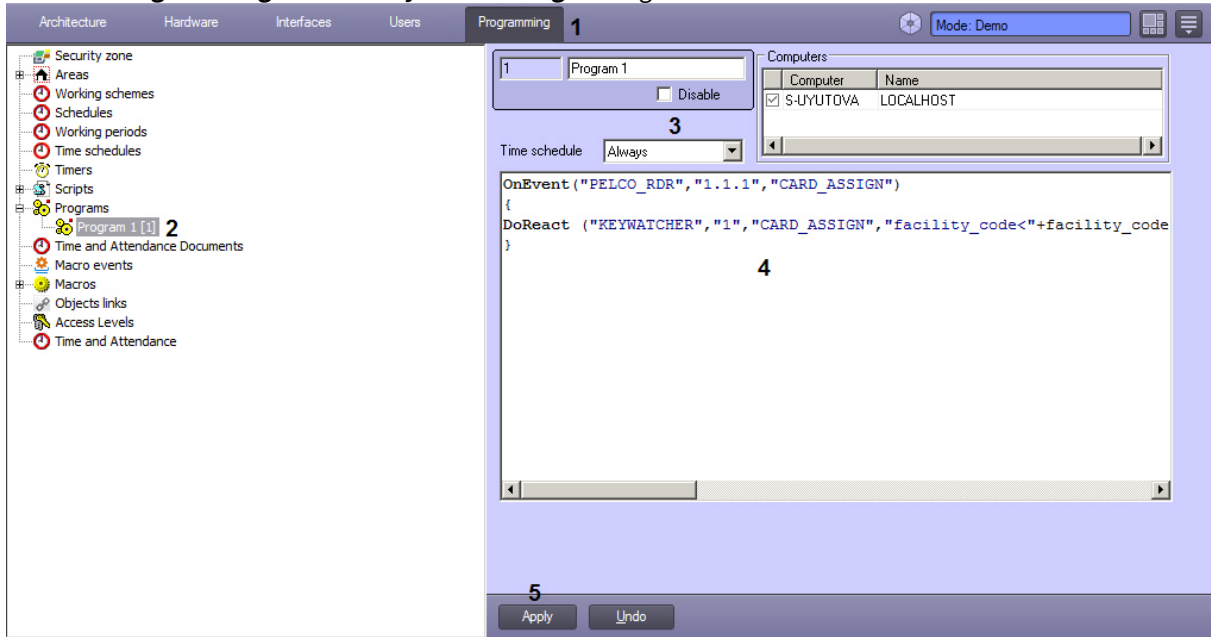 Architecture Hardware Interfaces Users Programming 1 Mode: Demo
Security zone
Areas
Working schemes
Schedules
Working periods
Time schedules
Timers
Scripts
Programs
Program 1 [1] 2
Time and Attendance Documents
Macro events
Macros
Objects links
Access Levels
Time and Attendance
1 Program 1
Disable
3
Time schedule Always
Computers
Computer Name
S-UYUTOVA LOCALHOST
OnEvent("PELCO_RDR","1.1.1","CARD_ASSIGN")
{
DoReact ("KEYWATCHER","1","CARD_ASSIGN","facility_code<"+facility_code
}
4
5
Apply Undo